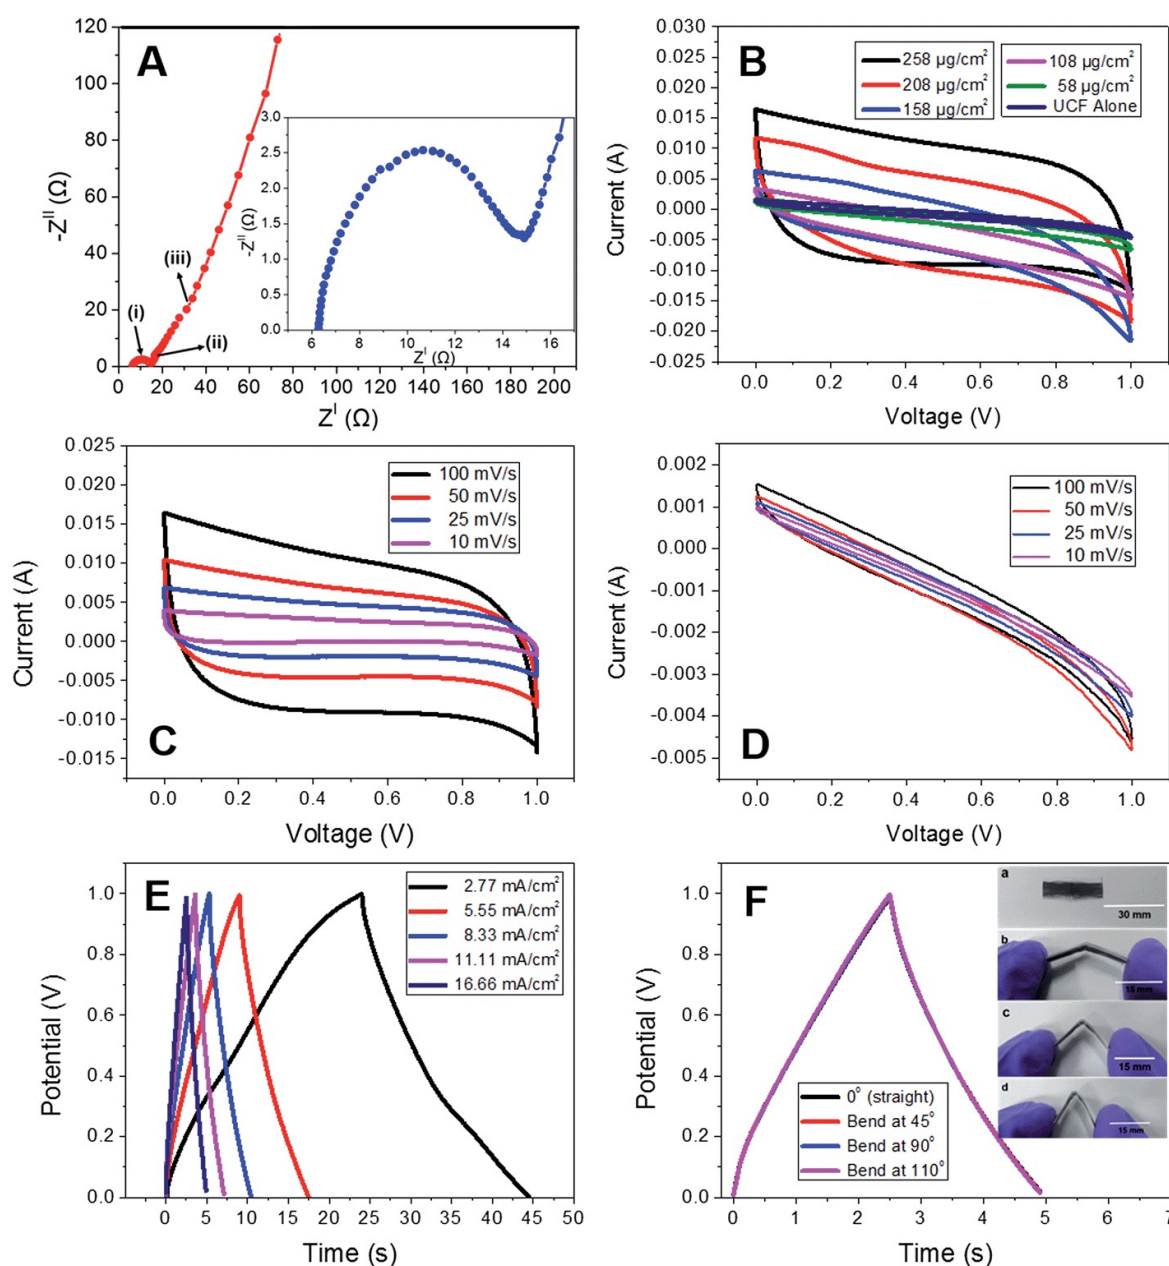 A
120
100
80
60
40
20
0
-Z^II (Ω)
0 20 40 60 80 100 120 140 160 180 200
Z^I (Ω)
(i)
(ii)
(iii)
3.0
2.5
2.0
1.5
1.0
0.5
0.0
-Z^II (Ω)
6 8 10 12 14 16
Z^I (Ω)
B
0.030
0.025
0.020
0.015
0.010
0.005
0.000
-0.005
-0.010
-0.015
-0.020
-0.025
Current (A)
258 µg/cm²
208 µg/cm²
158 µg/cm²
108 µg/cm²
58 µg/cm²
UCF Alone
0.0 0.2 0.4 0.6 0.8 1.0
Voltage (V)
0.025
0.020
0.015
0.010
0.005
0.000
-0.005
-0.010
-0.015
Current (A)
100 mV/s
50 mV/s
25 mV/s
10 mV/s
C
0.0 0.2 0.4 0.6 0.8 1.0
Voltage (V)
0.002
0.001
0.000
-0.001
-0.002
-0.003
-0.004
-0.005
Current (A)
100 mV/s
50 mV/s
25 mV/s
10 mV/s
D
0.0 0.2 0.4 0.6 0.8 1.0
Voltage (V)
E
1.0
0.8
0.6
0.4
0.2
0.0
Potential (V)
2.77 mA/cm²
5.55 mA/cm²
8.33 mA/cm²
11.11 mA/cm²
16.66 mA/cm²
0 5 10 15 20 25 30 35 40 45 50
Time (s)
F
1.0
0.8
0.6
0.4
0.2
0.0
Potential (V)
a
30 mm
b
15 mm
c
15 mm
d
15 mm
0° (straight)
Bend at 45°
Bend at 90°
Bend at 110°
0 1 2 3 4 5 6 7
Time (s)